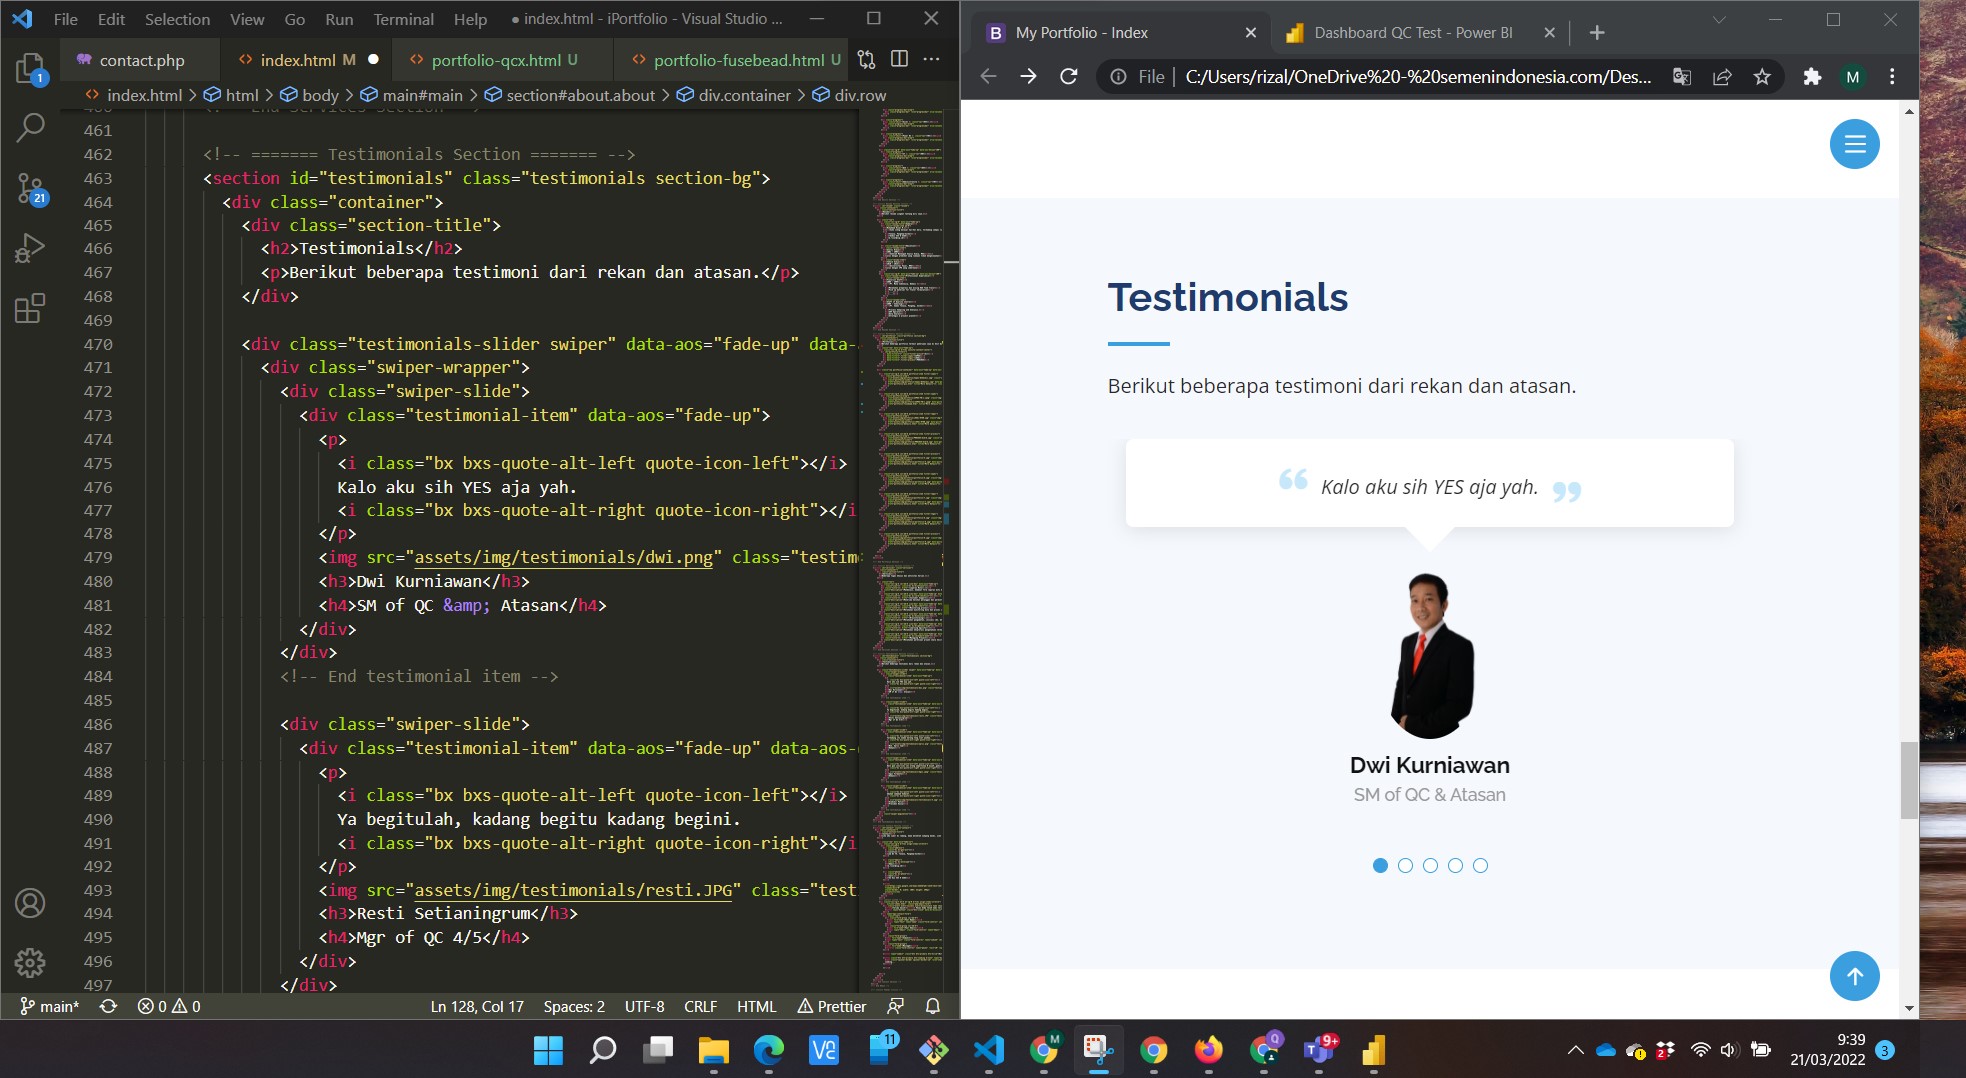 File Edit Selection View Go Run Terminal Help ● index.html - iPortfolio - Visual Studio ...
contact.php index.html M portfolio-qcx.html U portfolio-fusebead.html U
index.html > html > body > main#main > section#about.about > div.container > div.row
461
462 <!-- ======= Testimonials Section ======= -->
463 <section id="testimonials" class="testimonials section-bg">
464 <div class="container">
465 <div class="section-title">
466 <h2>Testimonials</h2>
467 <p>Berikut beberapa testimoni dari rekan dan atasan.</p>
468 </div>
469
470 <div class="testimonials-slider swiper" data-aos="fade-up" data-
471 <div class="swiper-wrapper">
472 <div class="swiper-slide">
473 <div class="testimonial-item" data-aos="fade-up">
474 <p>
475 <i class="bx bxs-quote-alt-left quote-icon-left"></i>
476 Kalo aku sih YES aja yah.
477 <i class="bx bxs-quote-alt-right quote-icon-right"></i
478 </p>
479 <img src="assets/img/testimonials/dwi.png" class="testim
480 <h3>Dwi Kurniawan</h3>
481 <h4>SM of QC &amp; Atasan</h4>
482 </div>
483 </div>
484 <!-- End testimonial item -->
485
486 <div class="swiper-slide">
487 <div class="testimonial-item" data-aos="fade-up" data-aos-
488 <p>
489 <i class="bx bxs-quote-alt-left quote-icon-left"></i>
490 Ya begitulah, kadang begitu kadang begini.
491 <i class="bx bxs-quote-alt-right quote-icon-right"></i
492 </p>
493 <img src="assets/img/testimonials/resti.JPG" class="test
494 <h3>Resti Setianingrum</h3>
495 <h4>Mgr of QC 4/5</h4>
496 </div>
497 </div>
1
21
main* 0 0 Ln 128, Col 17 Spaces: 2 UTF-8 CRLF HTML Prettier
B My Portfolio - Index Dashboard QC Test - Power BI
File | C:/Users/rizal/OneDrive%20-%20semenindonesia.com/Des... M
Testimonials
Berikut beberapa testimoni dari rekan dan atasan.
Kalo aku sih YES aja yah.
Dwi Kurniawan
SM of QC & Atasan
11 M Q 9+ 2
9:39
21/03/2022 3